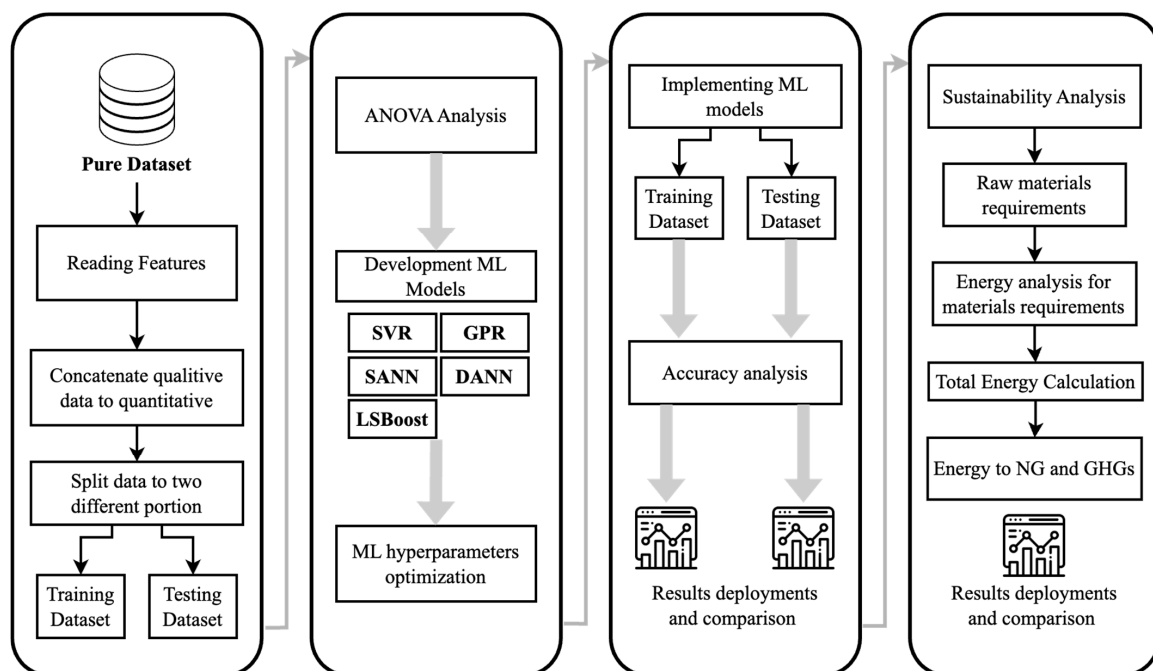 Pure Dataset
Reading Features
Concatenate qualitive
data to quantitative
Split data to two
different portion
Training
Dataset
Testing
Dataset
ANOVA Analysis
Development ML
Models
SVR
GPR
SANN
DANN
LSBoost
ML hyperparameters
optimization
Implementing ML
models
Training
Dataset
Testing
Dataset
Accuracy analysis
Results deployments
and comparison
Sustainability Analysis
Raw materials
requirements
Energy analysis for
materials requirements
Total Energy Calculation
Energy to NG and GHGs
Results deployments
and comparison